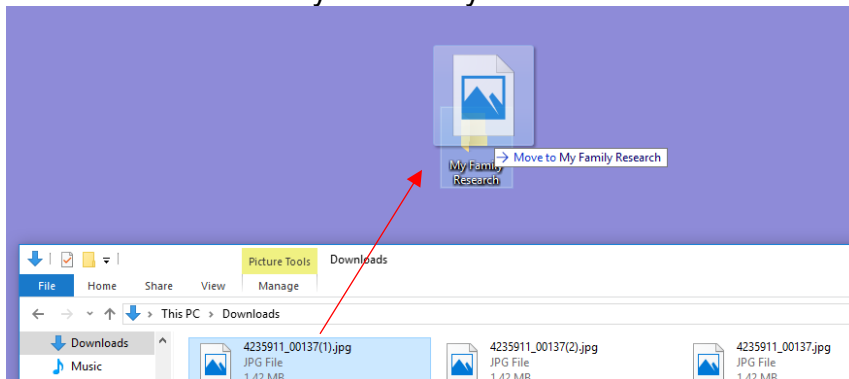 → Move to My Family Research
My Family
Research
Picture Tools Downloads
File Home Share View Manage
This PC > Downloads
Downloads
Music
4235911_00137(1).jpg
JPG File
1.42 MB
4235911_00137(2).jpg
JPG File
1.42 MB
4235911_00137.jpg
JPG File
1.42 MB